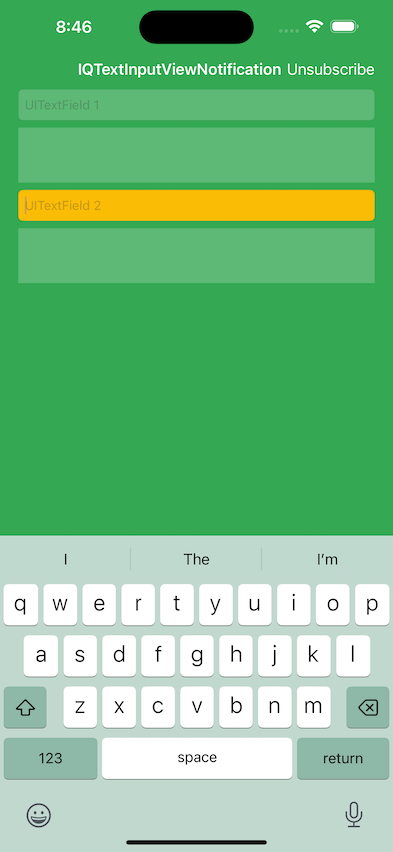 8:46
IQTextInputViewNotification Unsubscribe
UITextField 1
UITextField 2
I The I'm
q w e r t y u i o p
a s d f g h j k l
z x c v b n m
123 space return